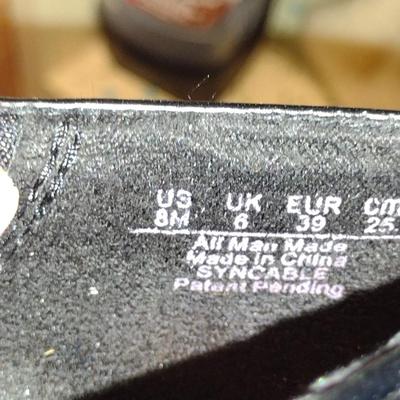 US UK EUR cm
8M 6 39 25
All Man Made
Made in China
SYNCABLE
Patent Pending